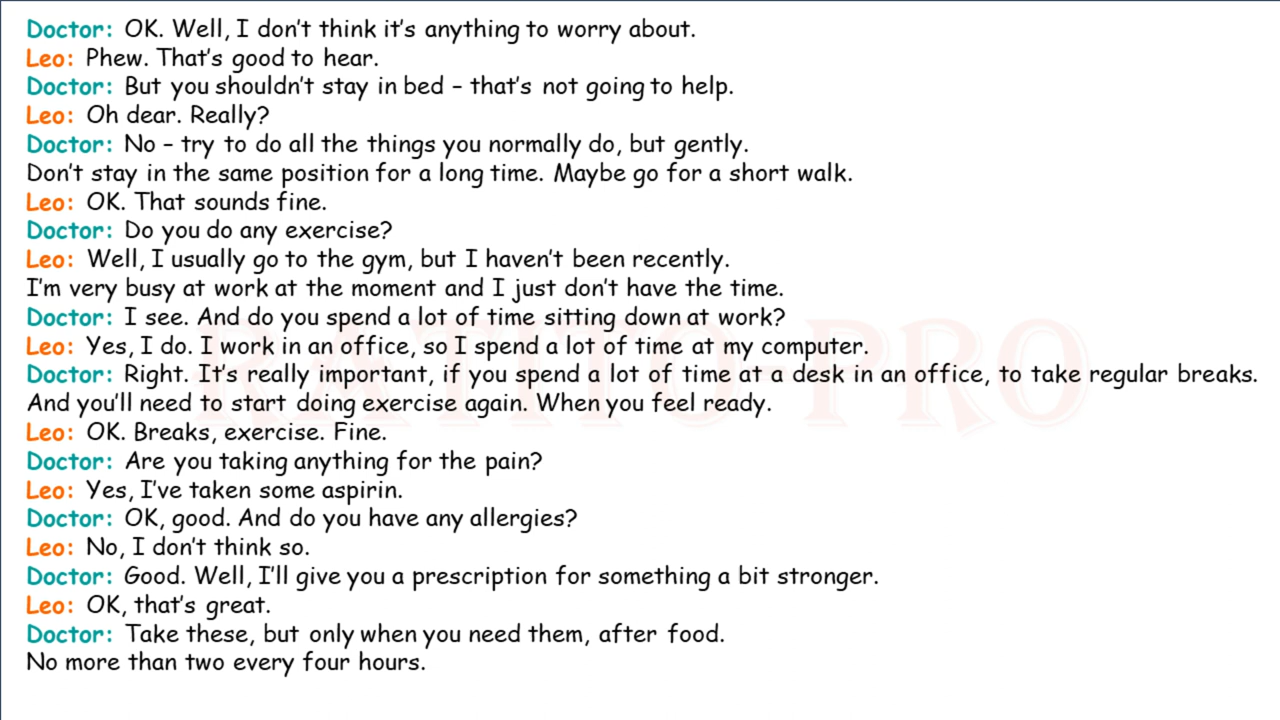 Doctor: OK. Well, I don't think it's anything to worry about.
Leo: Phew. That's good to hear.
Doctor: But you shouldn't stay in bed – that's not going to help.
Leo: Oh dear. Really?
Doctor: No – try to do all the things you normally do, but gently.
Don't stay in the same position for a long time. Maybe go for a short walk.
Leo: OK. That sounds fine.
Doctor: Do you do any exercise?
Leo: Well, I usually go to the gym, but I haven't been recently.
I'm very busy at work at the moment and I just don't have the time.
Doctor: I see. And do you spend a lot of time sitting down at work?
Leo: Yes, I do. I work in an office, so I spend a lot of time at my computer.
RATITO-PRO
Doctor: Right. It's really important, if you spend a lot of time at a desk in an office, to take regular breaks.
And you'll need to start doing exercise again. When you feel ready.
Leo: OK. Breaks, exercise. Fine.
Doctor: Are you taking anything for the pain?
Leo: Yes, I've taken some aspirin.
Doctor: OK, good. And do you have any allergies?
Leo: No, I don't think so.
Doctor: Good. Well, I'll give you a prescription for something a bit stronger.
Leo: OK, that's great.
Doctor: Take these, but only when you need them, after food.
No more than two every four hours.